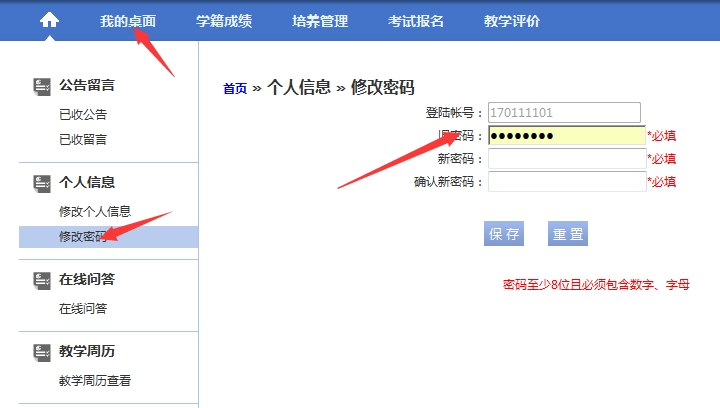 我的桌面 学籍成绩 培养管理 考试报名 教学评价
公告留言
已收公告
已收留言
个人信息
修改个人信息
修改密码
在线问答
在线问答
教学周历
教学周历查看
首页 » 个人信息 » 修改密码
登陆帐号：170111101
旧密码：●●●●●●●● *必填
新密码： *必填
确认新密码： *必填
保存 重置
密码至少8位且必须包含数字、字母